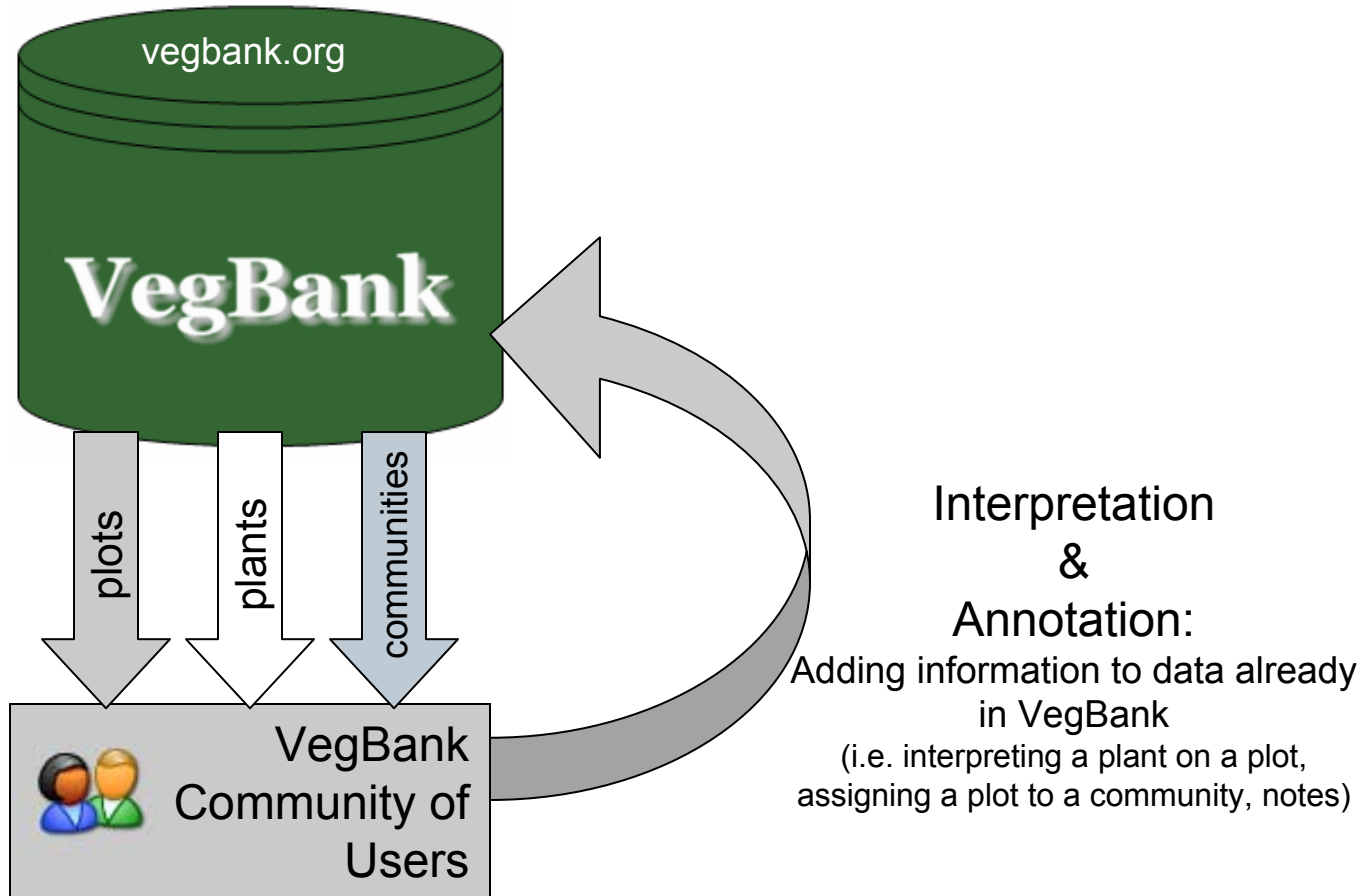 vegbank.org
VegBank
plots
plants
communities
VegBank
Community of
Users
Interpretation
&
Annotation:
Adding information to data already
in VegBank
(i.e. interpreting a plant on a plot,
assigning a plot to a community, notes)